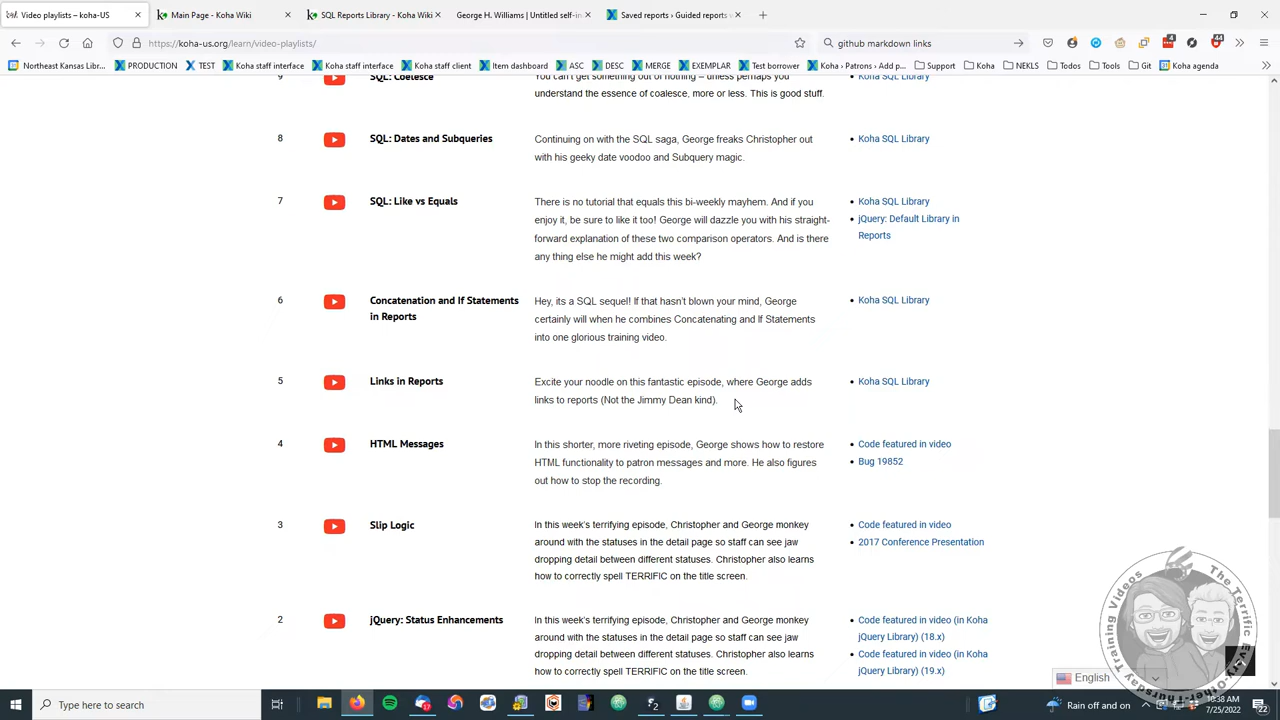 Video playlists – koha-US
Main Page - Koha Wiki
SQL Reports Library - Koha Wiki
George H. Williams | Untitled self-in
Saved reports › Guided reports
https://koha-us.org/learn/video-playlists/
github markdown links
4
44
Northeast Kansas Libr...
PRODUCTION
TEST
Koha staff interface
Koha staff interface
Koha staff client
Item dashboard
ASC
DESC
MERGE
EXEMPLAR
Test borrower
Koha › Patrons › Add p...
Support
Koha
NEKLS
Todos
Tools
Git
Koha agenda
9
SQL: Coelesce
You can't get something out of nothing – unless perhaps you
understand the essence of coalesce, more or less. This is good stuff.
Koha SQL Library
8
SQL: Dates and Subqueries
Continuing on with the SQL saga, George freaks Christopher out
with his geeky date voodoo and Subquery magic.
Koha SQL Library
7
SQL: Like vs Equals
There is no tutorial that equals this bi-weekly mayhem. And if you
enjoy it, be sure to like it too! George will dazzle you with his straight-
forward explanation of these two comparison operators. And is there
any thing else he might add this week?
Koha SQL Library
jQuery: Default Library in
Reports
6
Concatenation and If Statements
in Reports
Hey, its a SQL sequel! If that hasn't blown your mind, George
certainly will when he combines Concatenating and If Statements
into one glorious training video.
Koha SQL Library
5
Links in Reports
Excite your noodle on this fantastic episode, where George adds
links to reports (Not the Jimmy Dean kind).
Koha SQL Library
4
HTML Messages
In this shorter, more riveting episode, George shows how to restore
HTML functionality to patron messages and more. He also figures
out how to stop the recording.
Code featured in video
Bug 19852
3
Slip Logic
In this week's terrifying episode, Christopher and George monkey
around with the statuses in the detail page so staff can see jaw
dropping detail between different statuses. Christopher also learns
how to correctly spell TERRIFIC on the title screen.
Code featured in video
2017 Conference Presentation
2
jQuery: Status Enhancements
In this week's terrifying episode, Christopher and George monkey
around with the statuses in the detail page so staff can see jaw
dropping detail between different statuses. Christopher also learns
how to correctly spell TERRIFIC on the title screen.
Code featured in video (in Koha
jQuery Library) (18.x)
Code featured in video (in Koha
jQuery Library) (19.x)
The Terrific Every-Other-Thursday Training Videos
English
Type here to search
Rain off and on
10:38 AM
7/25/2022
22